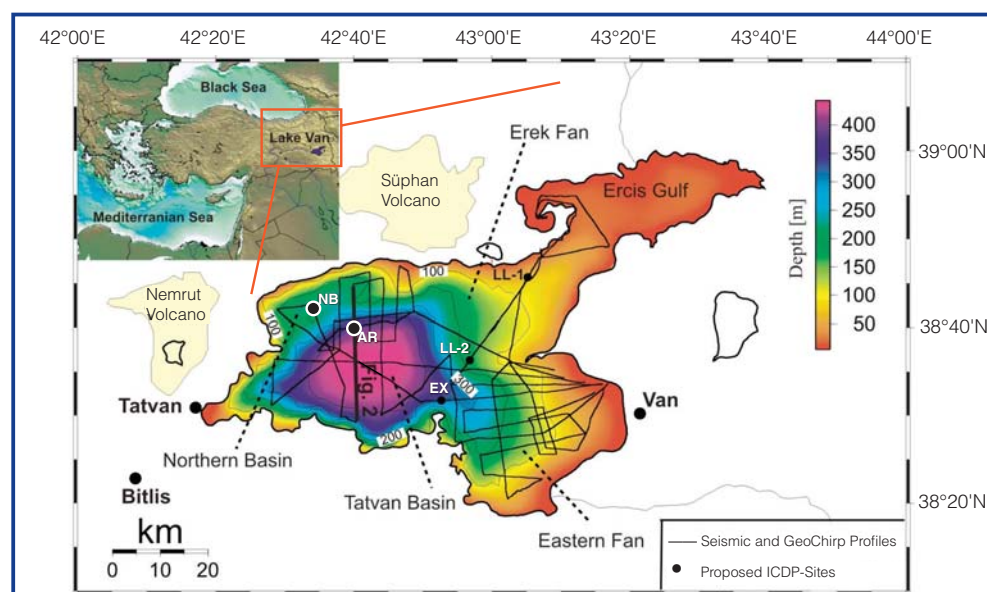 42°00'E 42°20'E 42°40'E 43°00'E 43°20'E 43°40'E 44°00'E
Black Sea
Lake Van
Mediterranean Sea
Erek Fan
Süphan
Volcano
Ercis Gulf
Depth [m]
400
350
300
250
200
150
100
50
39°00'N
38°40'N
38°20'N
Nemrut
Volcano
100
LL-1
NB
100
AR
LL-2
Fig. 2
EX
300
200
Tatvan
Van
Northern Basin
Bitlis
Tatvan Basin
Eastern Fan
km
0 10 20
Seismic and GeoChirp Profiles
Proposed ICDP-Sites